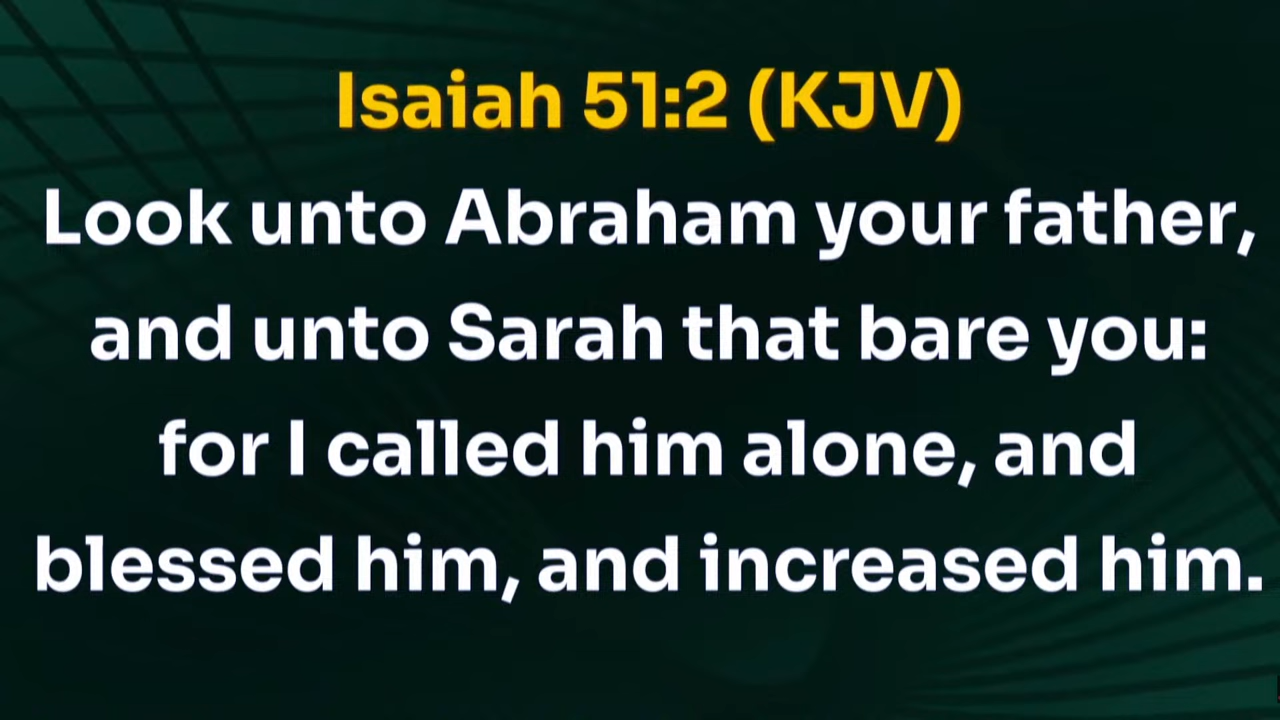 Isaiah 51:2 (KJV)
Look unto Abraham your father,
and unto Sarah that bare you:
for I called him alone, and
blessed him, and increased him.